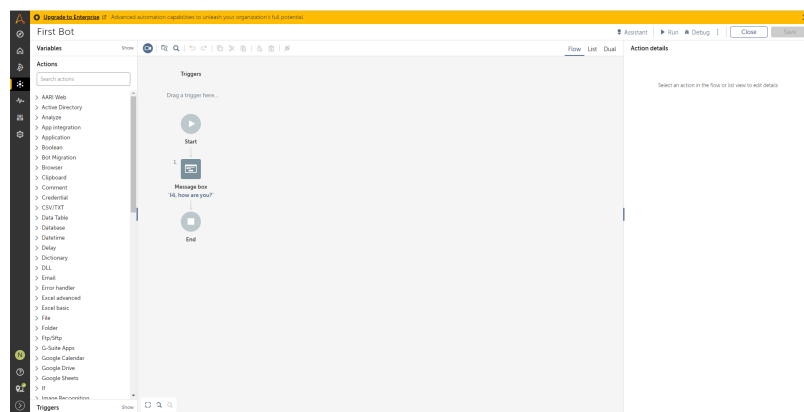 Upgrade to Enterprise Advanced automation capabilities to unleash your organization's full potential
First Bot
Assistant Run Debug Close Save
Variables Show
Flow List Dual
Action details
Actions
Search actions
Select an action in the flow or list view to edit details
Triggers
Drag a trigger here...
Start
1.
Message box
"Hi, how are you?"
End
AARI Web
Active Directory
Analyze
App integration
Application
Boolean
Bot Migration
Browser
Clipboard
Comment
Credential
CSV/TXT
Data Table
Database
Datetime
Delay
Dictionary
DLL
Email
Error handler
Excel advanced
Excel basic
File
Folder
Ftp/Sftp
G-Suite Apps
Google Calendar
Google Drive
Google Sheets
If
Image Recognition
Triggers Show
N